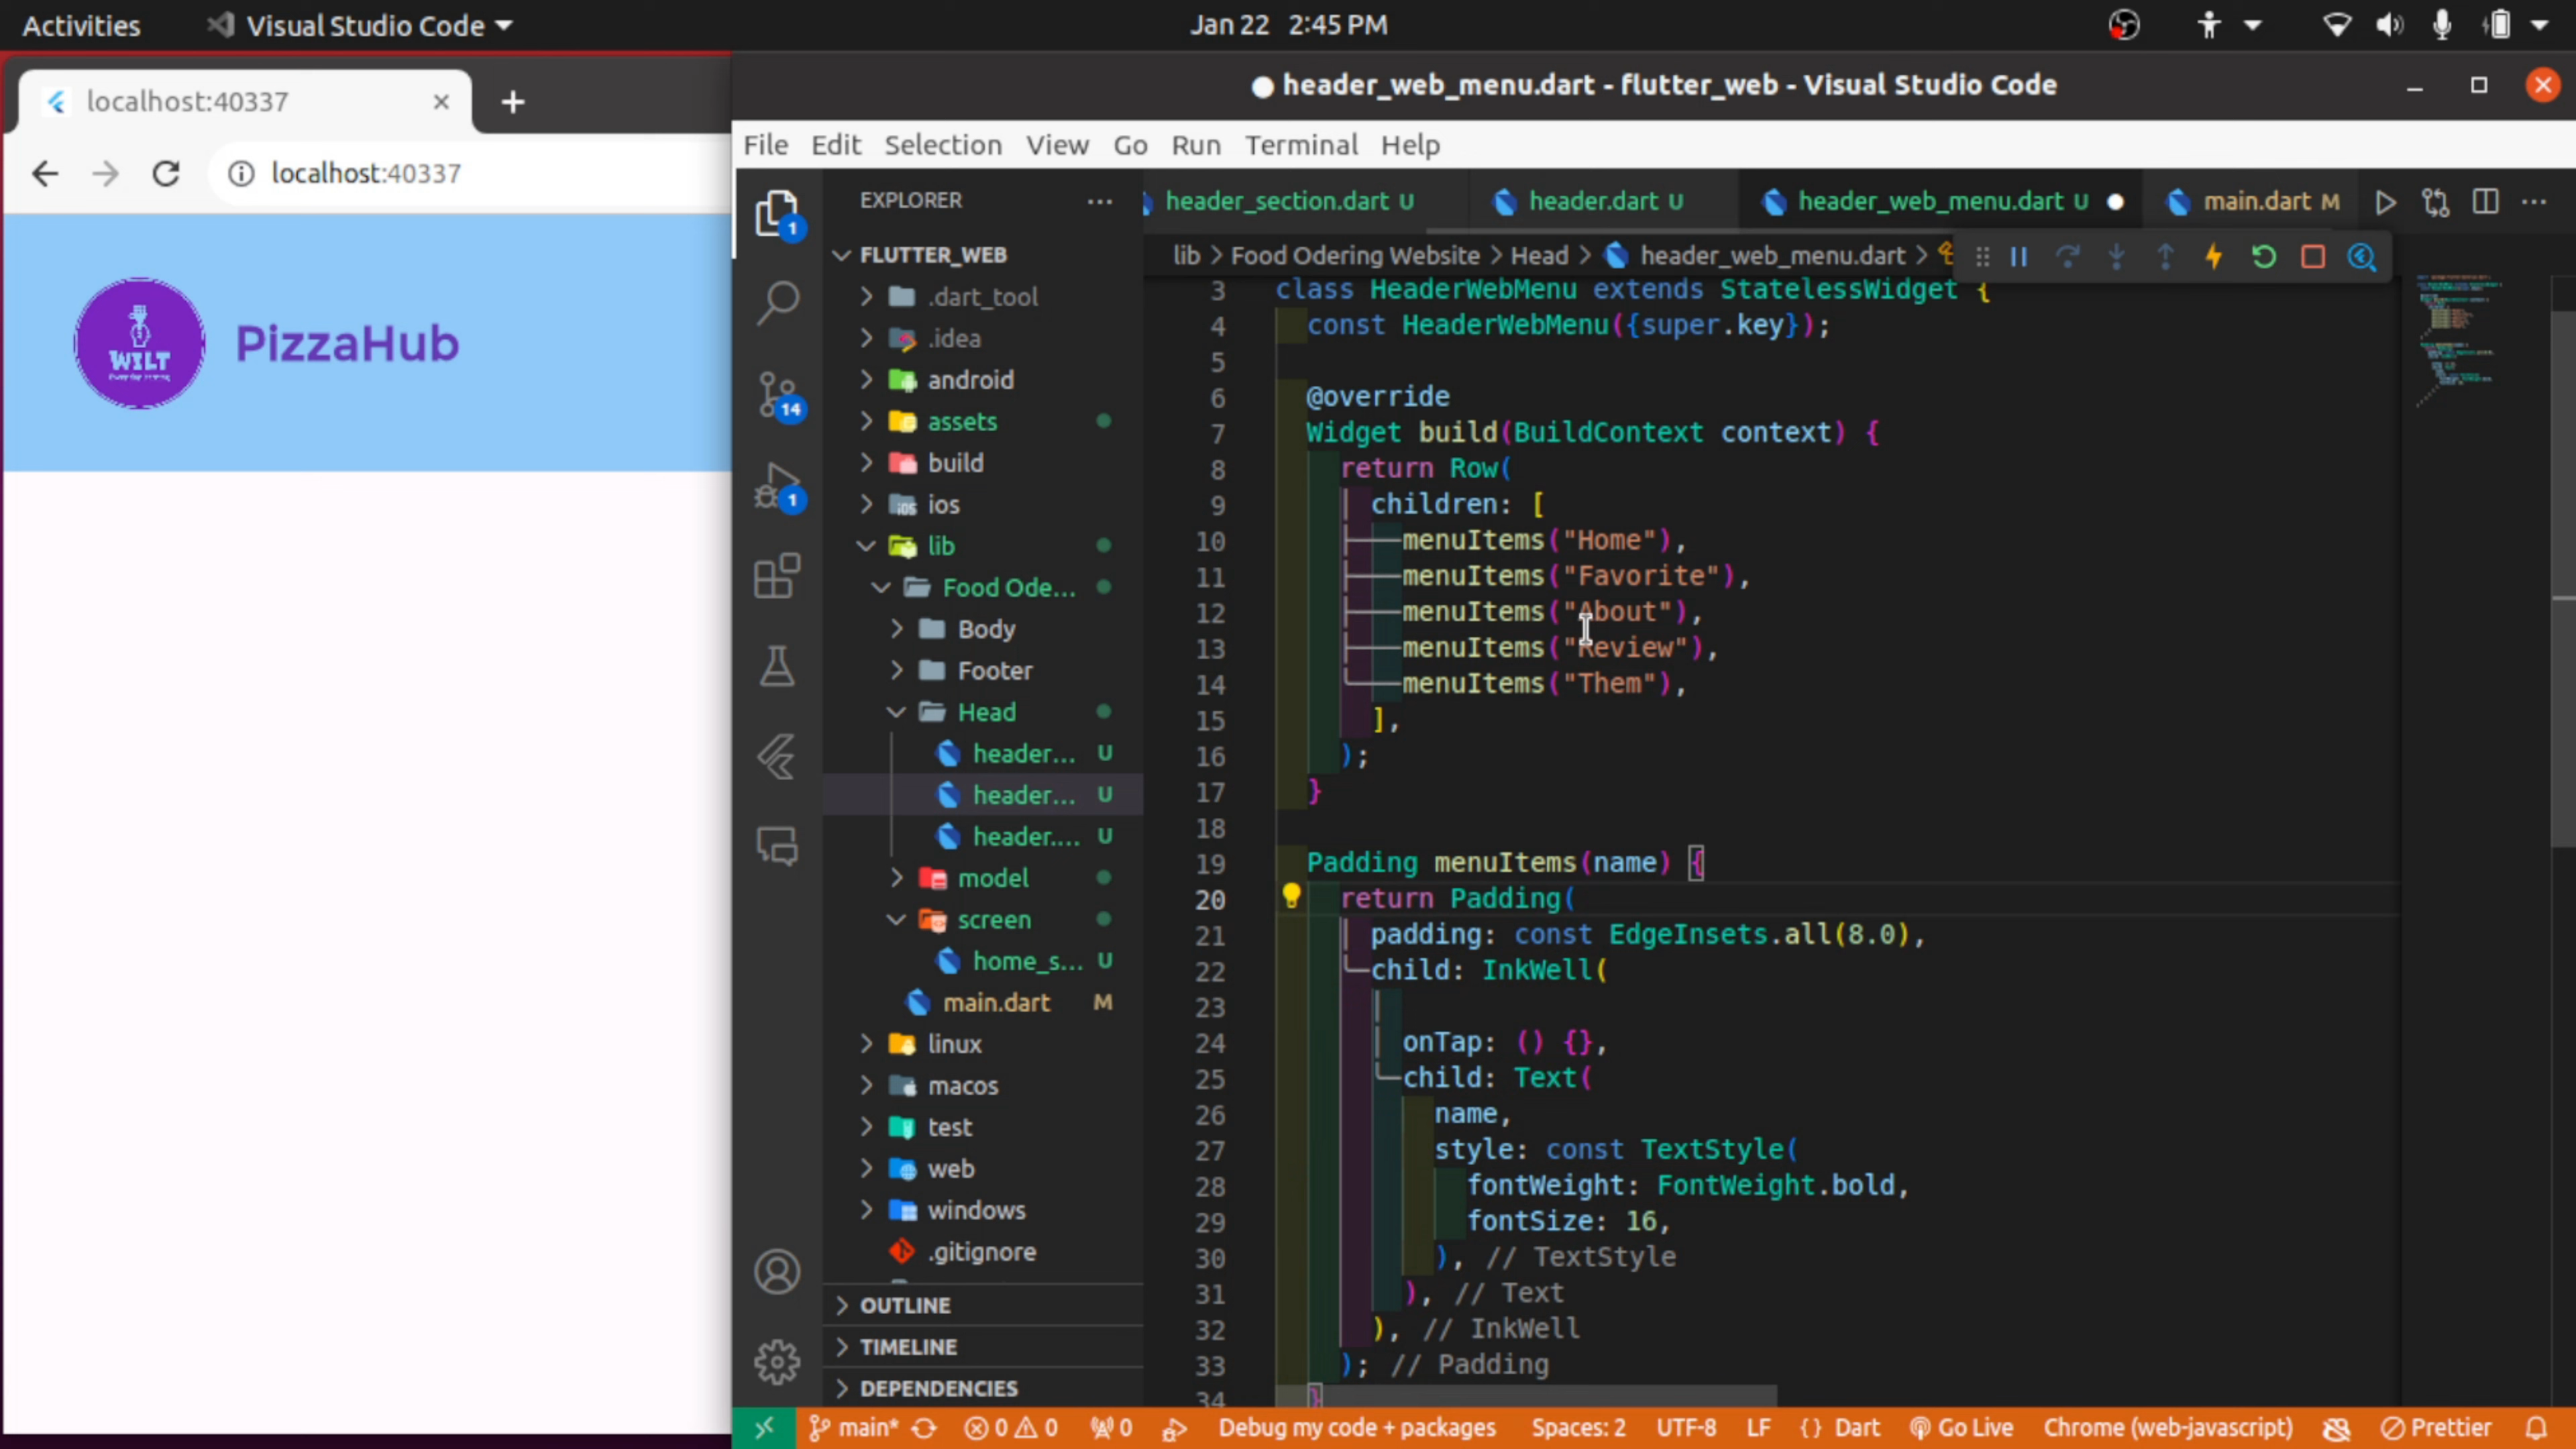 Activities
Visual Studio Code
Jan 22 2:45 PM
localhost:40337
localhost:40337
WILT
PizzaHub
header_web_menu.dart - flutter_web - Visual Studio Code
File Edit Selection View Go Run Terminal Help
EXPLORER
header_section.dart U
header.dart U
header_web_menu.dart U
main.dart M
lib > Food Odering Website > Head > header_web_menu.dart >
1
14
1
FLUTTER_WEB
.dart_tool
.idea
android
assets
build
ios
lib
Food Ode...
Body
Footer
Head
header... U
header... U
header.... U
model
screen
home_s... U
main.dart M
linux
macos
test
web
windows
.gitignore
OUTLINE
TIMELINE
DEPENDENCIES
3 class HeaderWebMenu extends StatelessWidget {
4 const HeaderWebMenu({super.key});
5
6 @override
7 Widget build(BuildContext context) {
8 return Row(
9 children: [
10 menuItems("Home"),
11 menuItems("Favorite"),
12 menuItems("About"),
13 menuItems("Review"),
14 menuItems("Them"),
15 ],
16 );
17 }
18
19 Padding menuItems(name) {
20 return Padding(
21 padding: const EdgeInsets.all(8.0),
22 child: InkWell(
23
24 onTap: () {},
25 child: Text(
26 name,
27 style: const TextStyle(
28 fontWeight: FontWeight.bold,
29 fontSize: 16,
30 ), // TextStyle
31 ), // Text
32 ), // InkWell
33 ); // Padding
34 }
main* 0 0 0 Debug my code + packages Spaces: 2 UTF-8 LF {} Dart Go Live Chrome (web-javascript) Prettier